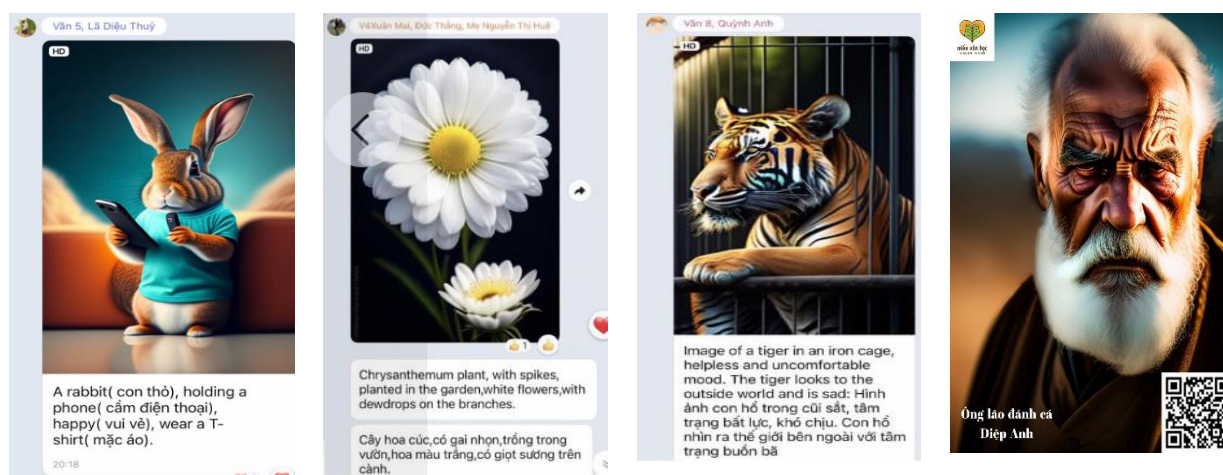 Văn 5, Lã Diệu Thuỷ
HD
A rabbit( con thỏ), holding a
phone( cầm điện thoại),
happy( vui vẻ), wear a T-
shirt( mặc áo).
20:18
V4Xuân Mai, Đức Thắng, Mẹ Nguyễn Thị Huệ
HD
1
Chrysanthemum plant, with spikes,
planted in the garden,white flowers,with
dewdrops on the branches.
Cây hoa cúc,có gai nhọn,trồng trong
vườn,hoa màu trắng,có giọt sương trên
cành.
Văn 8, Quỳnh Anh
HD
Image of a tiger in an iron cage,
helpless and uncomfortable
mood. The tiger looks to the
outside world and is sad: Hình
ảnh con hổ trong cũi sắt, tâm
trạng bất lực, khó chịu. Con hổ
nhìn ra thế giới bên ngoài với tâm
trạng buồn bã
Ông lão đánh cá
Diệp Anh